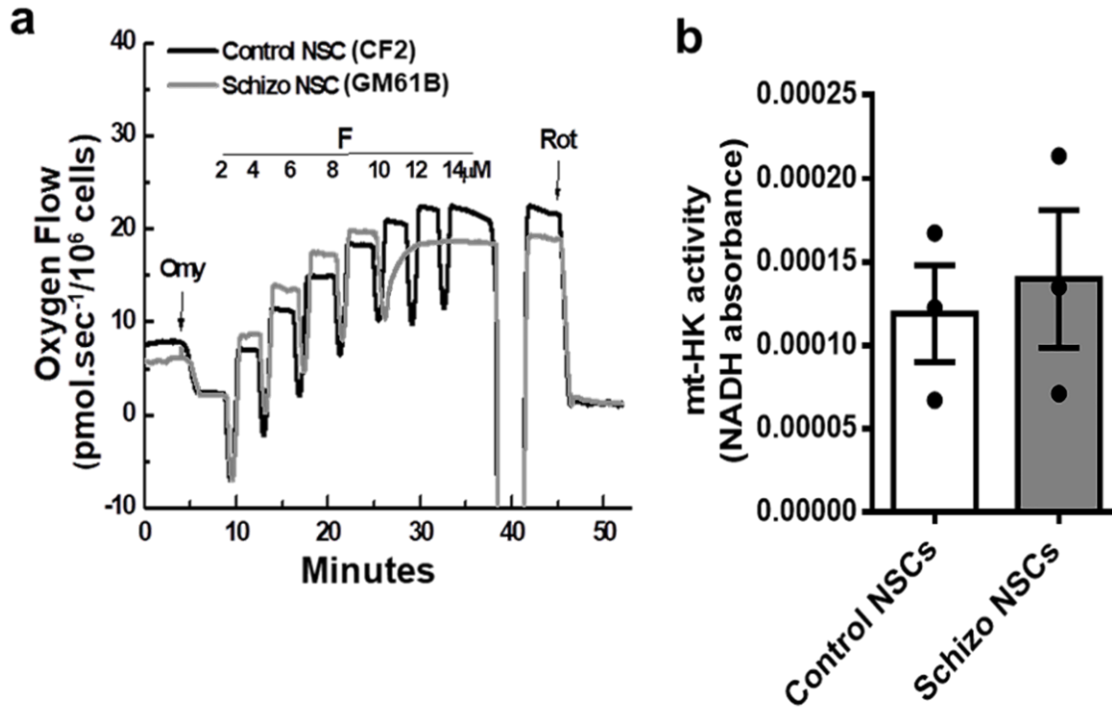 a
Control NSC (CF2)
Schizo NSC (GM61B)
F
2 4 6 8 10 12 14µM
Omy
Rot
40
30
20
10
0
-10
Oxygen Flow
(pmol.sec⁻¹/10⁶ cells)
0 10 20 30 40 50
Minutes
b
0.00025
0.00020
0.00015
0.00010
0.00005
0.00000
mt-HK activity
(NADH absorbance)
Control NSCs
Schizo NSCs